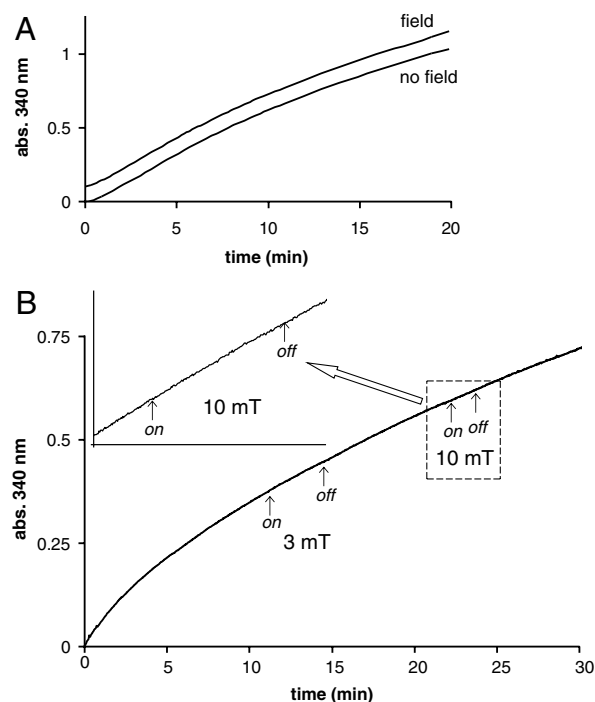 A
field
no field
abs. 340 nm
1
0.5
0
0 5 10 15 20
time (min)
B
off
on
10 mT
0.75
0.5
0.25
0
abs. 340 nm
on
off
10 mT
on
off
3 mT
0 5 10 15 20 25 30
time (min)